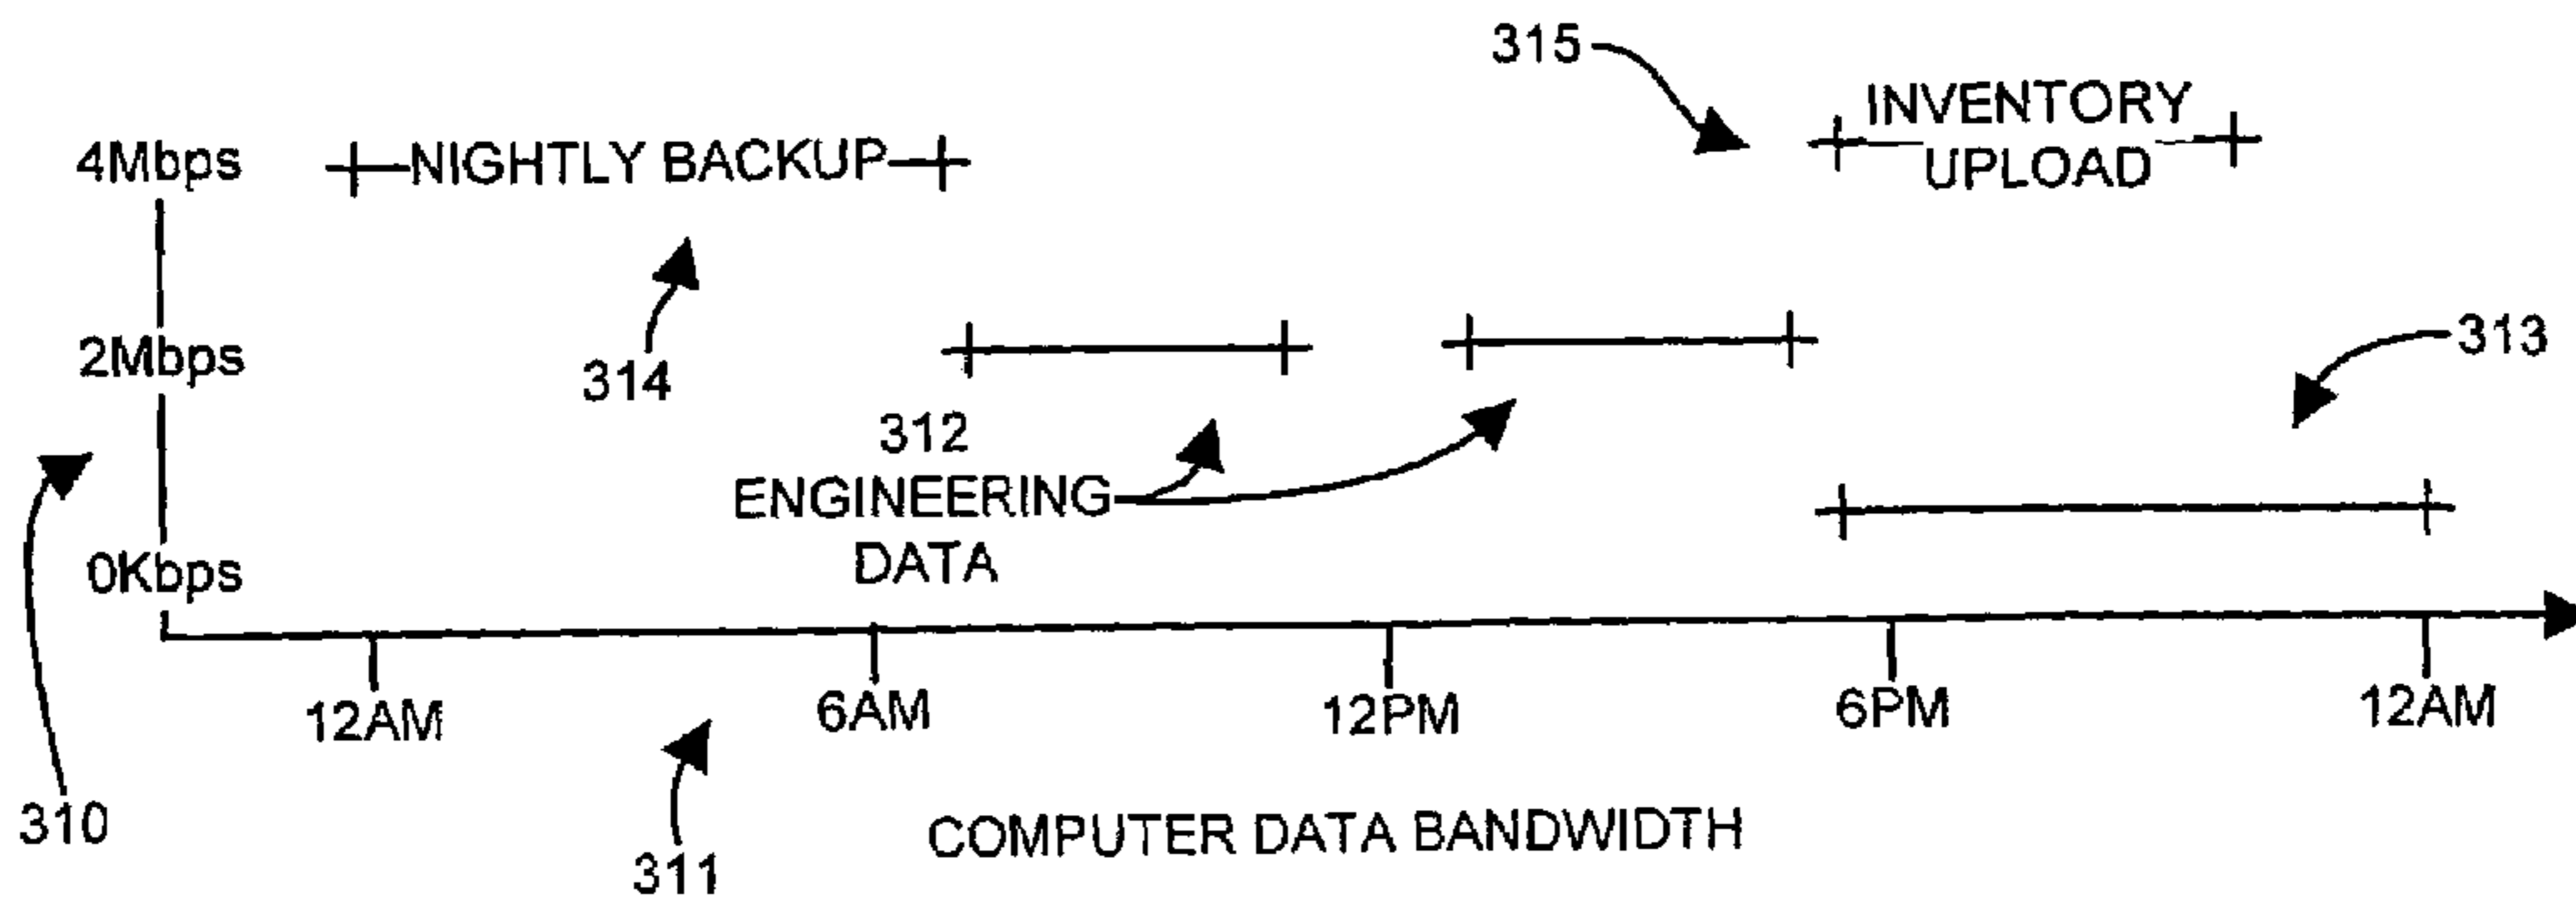 315
INVENTORY
UPLOAD
4Mbps
NIGHTLY BACKUP
2Mbps
314
313
312
ENGINEERING
DATA
0Kbps
12AM
6AM
12PM
6PM
12AM
310
311
COMPUTER DATA BANDWIDTH